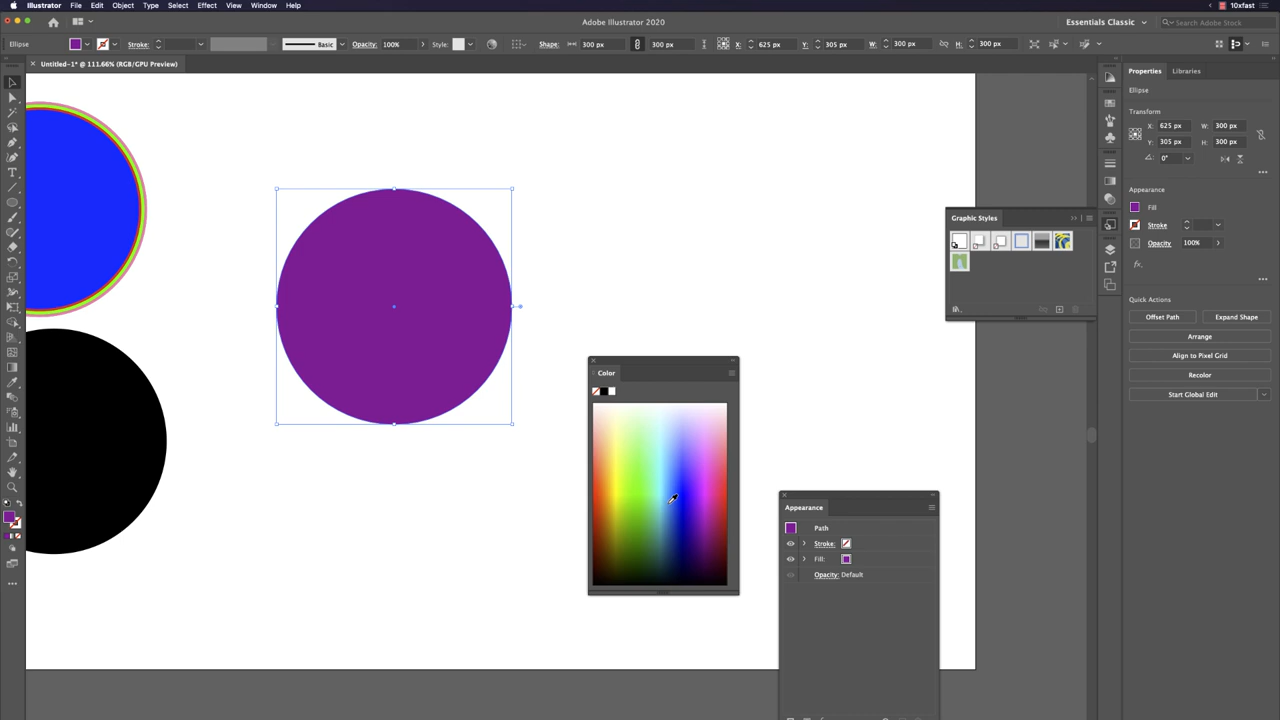 Illustrator File Edit Object Type Select Effect View Window Help 10xfast
Adobe Illustrator 2020 Essentials Classic Search Adobe Stock
Ellipse Stroke: Basic Opacity: 100% Style: Shape: 300 px 300 px X: 625 px Y: 305 px W: 300 px H: 300 px
Untitled-1* @ 111.66% (RGB/GPU Preview)
Properties Libraries
Ellipse
Transform
X: 625 px W: 300 px
Y: 305 px H: 300 px
0°
Appearance
Fill
Stroke
Opacity 100%
fx.
Quick Actions
Offset Path Expand Shape
Arrange
Align to Pixel Grid
Recolor
Start Global Edit
Graphic Styles
Color
Appearance
Path
Stroke:
Fill:
Opacity: Default